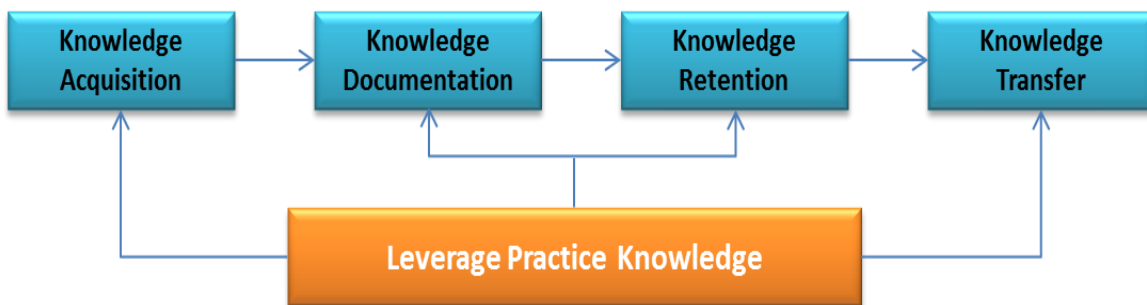 Knowledge
Acquisition
Knowledge
Documentation
Knowledge
Retention
Knowledge
Transfer
Leverage Practice Knowledge